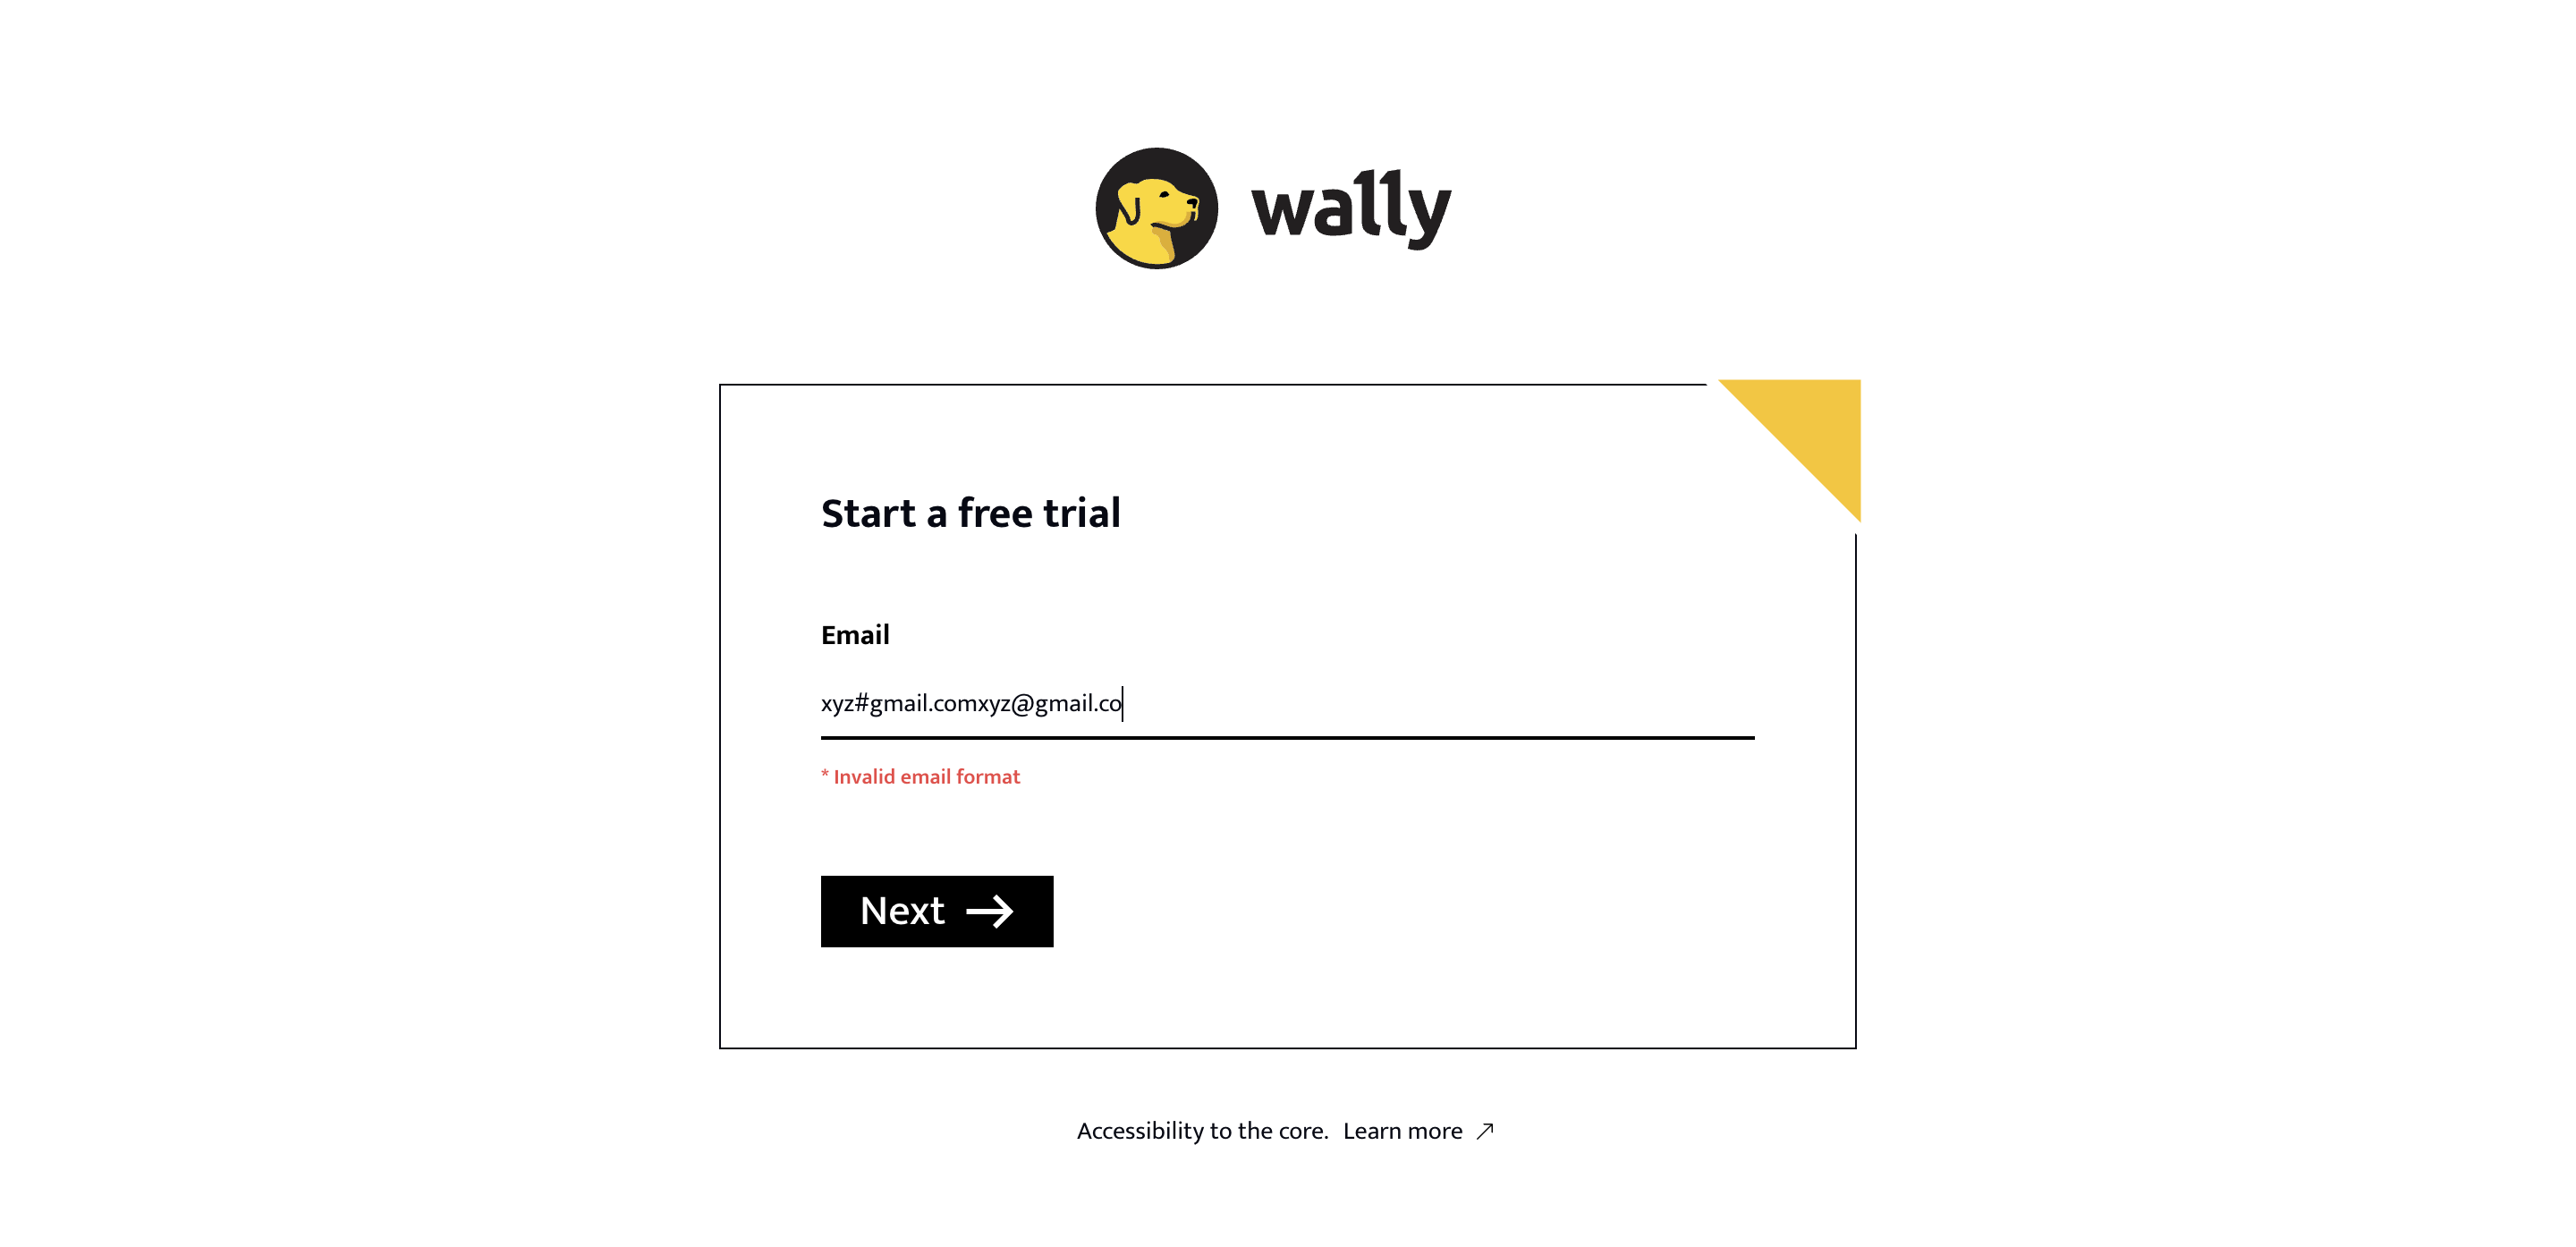 wally
Start a free trial
Email
xyz#gmail.comxyz@gmail.co
* Invalid email format
Next →
Accessibility to the core. Learn more ↗